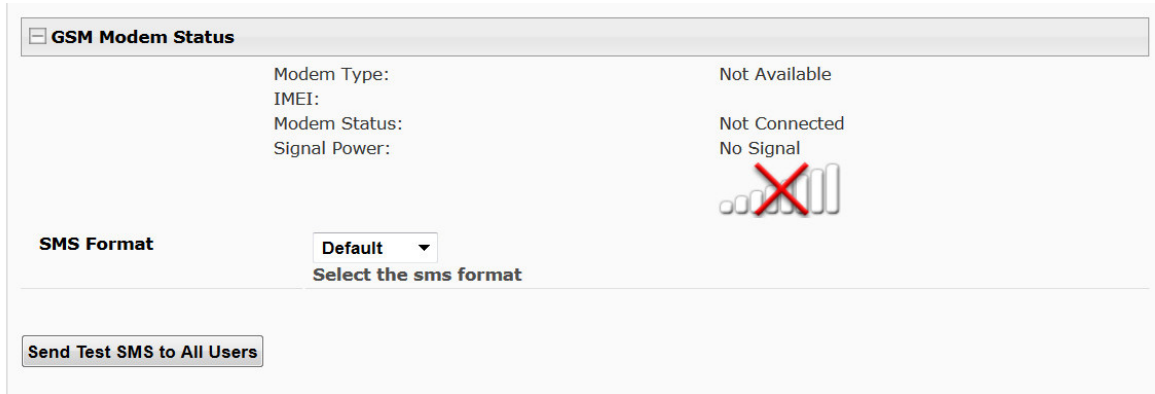 GSM Modem Status
Modem Type: Not Available
IMEI:
Modem Status: Not Connected
Signal Power: No Signal
SMS Format Default
Select the sms format
Send Test SMS to All Users